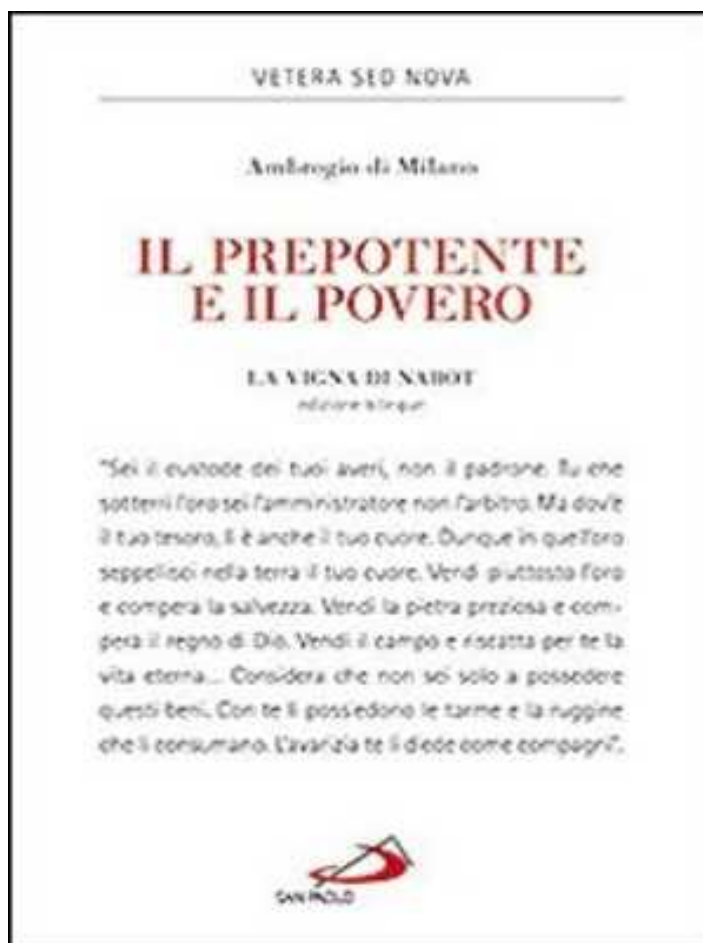 VETERA SED NOVA
Ambrogio di Milano
IL PREPOTENTE
E IL POVERO
LA VIGNA DI NABOT
edizione bilingue
"Sei il custode dei tuoi averi, non il padrone. Tu che
sotterri l'oro sei l'amministratore non l'arbitro. Ma dov'è
il tuo tesoro, lì è anche il tuo cuore. Dunque in quell'oro
seppellisci nella terra il tuo cuore. Vendi piuttosto l'oro
e compera la salvezza. Vendi la pietra preziosa e com-
pera il regno di Dio. Vendi il campo e riscatta per te la
vita eterna... Considera che non sei solo a possedere
questi beni. Con te li possiedono le tarme e la ruggine
che li consumano. L'avarizia te li diede come compagni".
SAN PAOLO